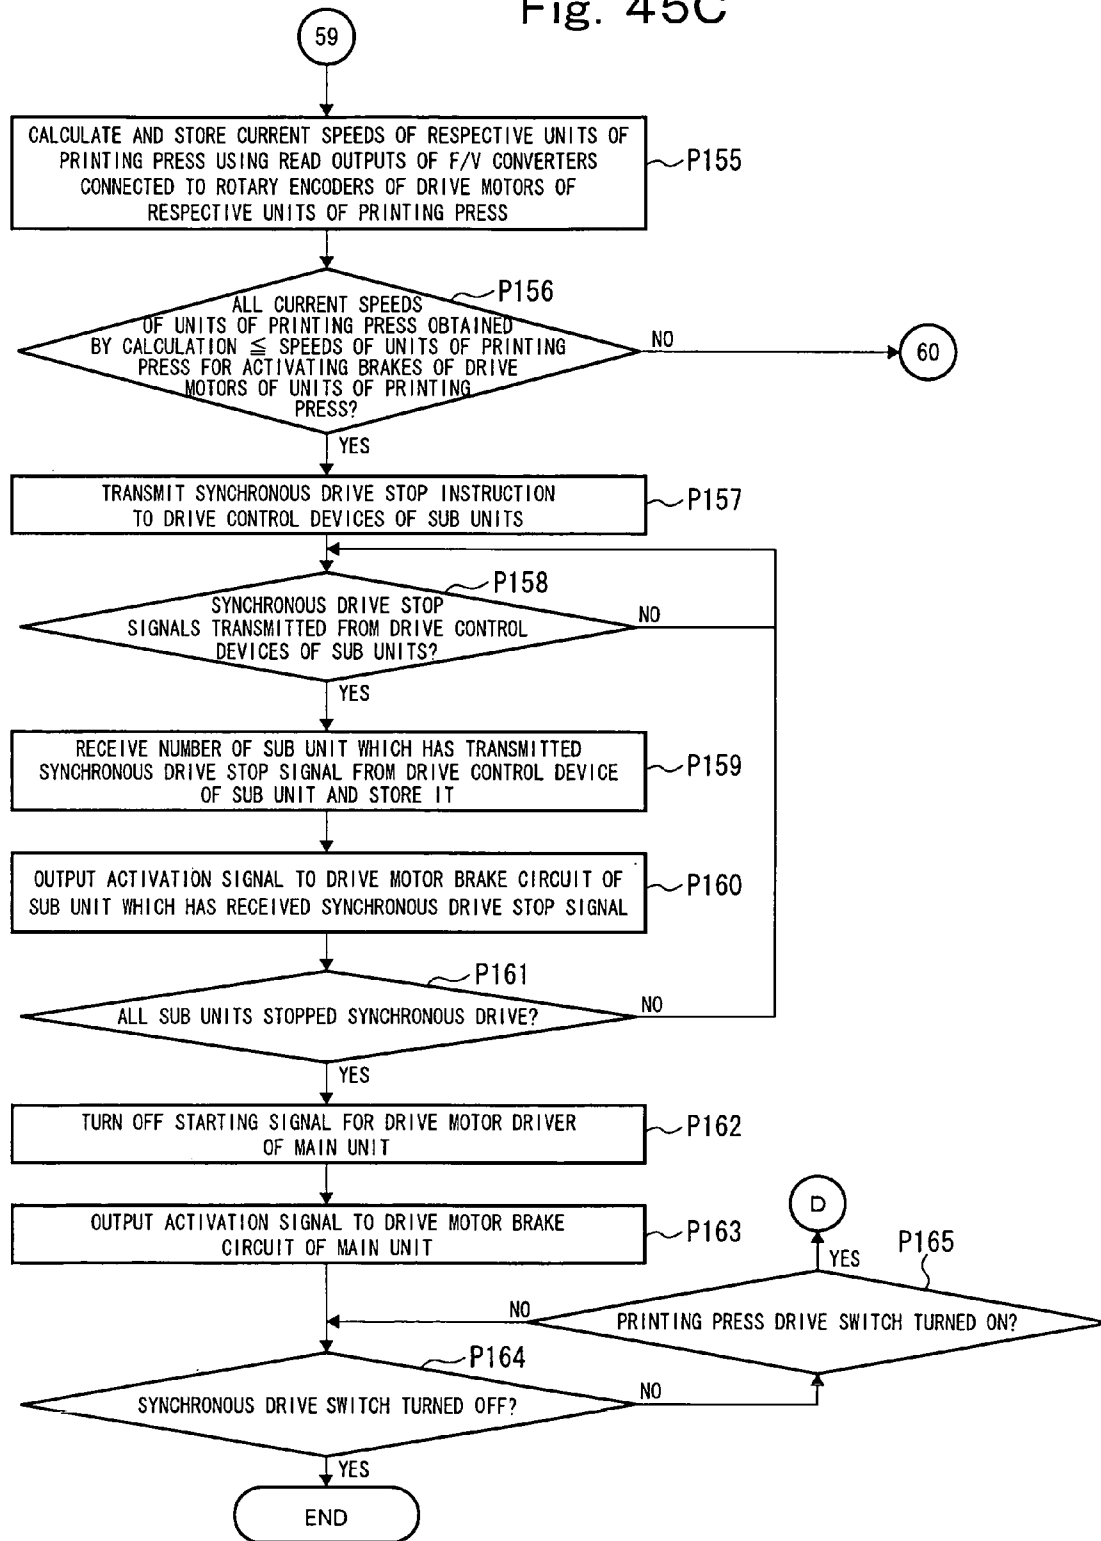 Fig. 45C
59
CALCULATE AND STORE CURRENT SPEEDS OF RESPECTIVE UNITS OF
PRINTING PRESS USING READ OUTPUTS OF F/V CONVERTERS
CONNECTED TO ROTARY ENCODERS OF DRIVE MOTORS OF
RESPECTIVE UNITS OF PRINTING PRESS
P155
P156
ALL CURRENT SPEEDS
OF UNITS OF PRINTING PRESS OBTAINED
BY CALCULATION ≦ SPEEDS OF UNITS OF PRINTING
PRESS FOR ACTIVATING BRAKES OF DRIVE
MOTORS OF UNITS OF PRINTING
PRESS?
NO
60
YES
TRANSMIT SYNCHRONOUS DRIVE STOP INSTRUCTION
TO DRIVE CONTROL DEVICES OF SUB UNITS
P157
P158
SYNCHRONOUS DRIVE STOP
SIGNALS TRANSMITTED FROM DRIVE CONTROL
DEVICES OF SUB UNITS?
NO
YES
RECEIVE NUMBER OF SUB UNIT WHICH HAS TRANSMITTED
SYNCHRONOUS DRIVE STOP SIGNAL FROM DRIVE CONTROL DEVICE
OF SUB UNIT AND STORE IT
P159
OUTPUT ACTIVATION SIGNAL TO DRIVE MOTOR BRAKE CIRCUIT OF
SUB UNIT WHICH HAS RECEIVED SYNCHRONOUS DRIVE STOP SIGNAL
P160
P161
ALL SUB UNITS STOPPED SYNCHRONOUS DRIVE?
NO
YES
TURN OFF STARTING SIGNAL FOR DRIVE MOTOR DRIVER
OF MAIN UNIT
P162
OUTPUT ACTIVATION SIGNAL TO DRIVE MOTOR BRAKE
CIRCUIT OF MAIN UNIT
P163
D
YES
P165
PRINTING PRESS DRIVE SWITCH TURNED ON?
NO
P164
SYNCHRONOUS DRIVE SWITCH TURNED OFF?
NO
YES
END